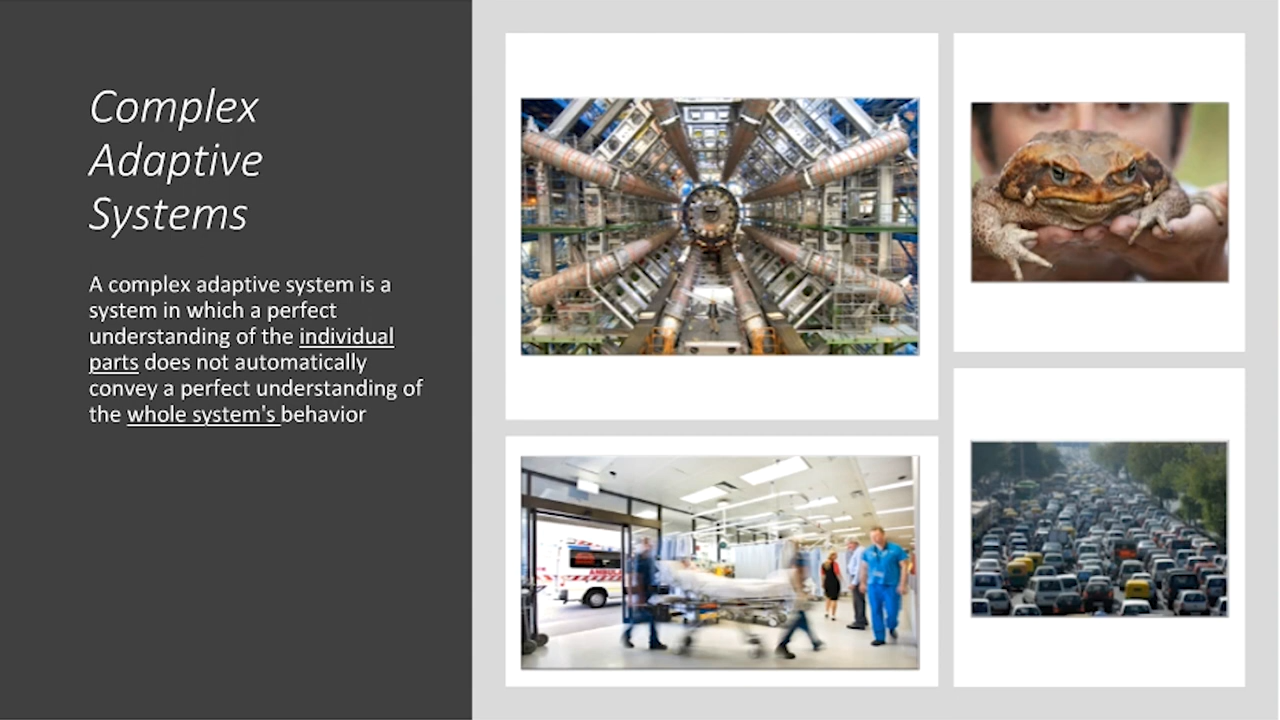 Complex
Adaptive
Systems
A complex adaptive system is a
system in which a perfect
understanding of the individual
parts does not automatically
convey a perfect understanding of
the whole system's behavior